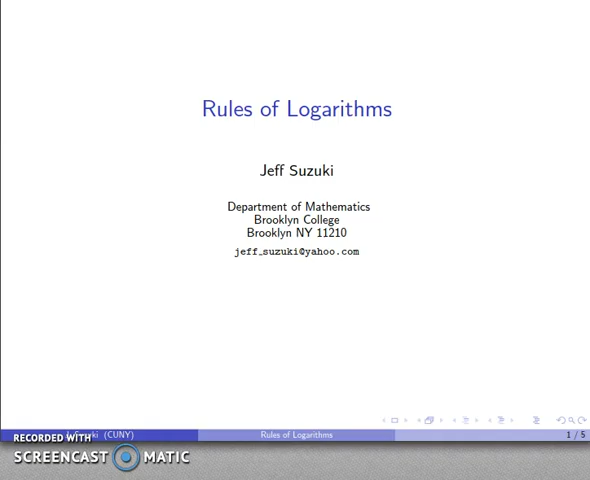 Rules of Logarithms
Jeff Suzuki
Department of Mathematics
Brooklyn College
Brooklyn NY 11210
jeff_suzuki@yahoo.com
(CUNY)
Rules of Logarithms
1 / 5
RECORDED WITH
SCREENCAST MATIC